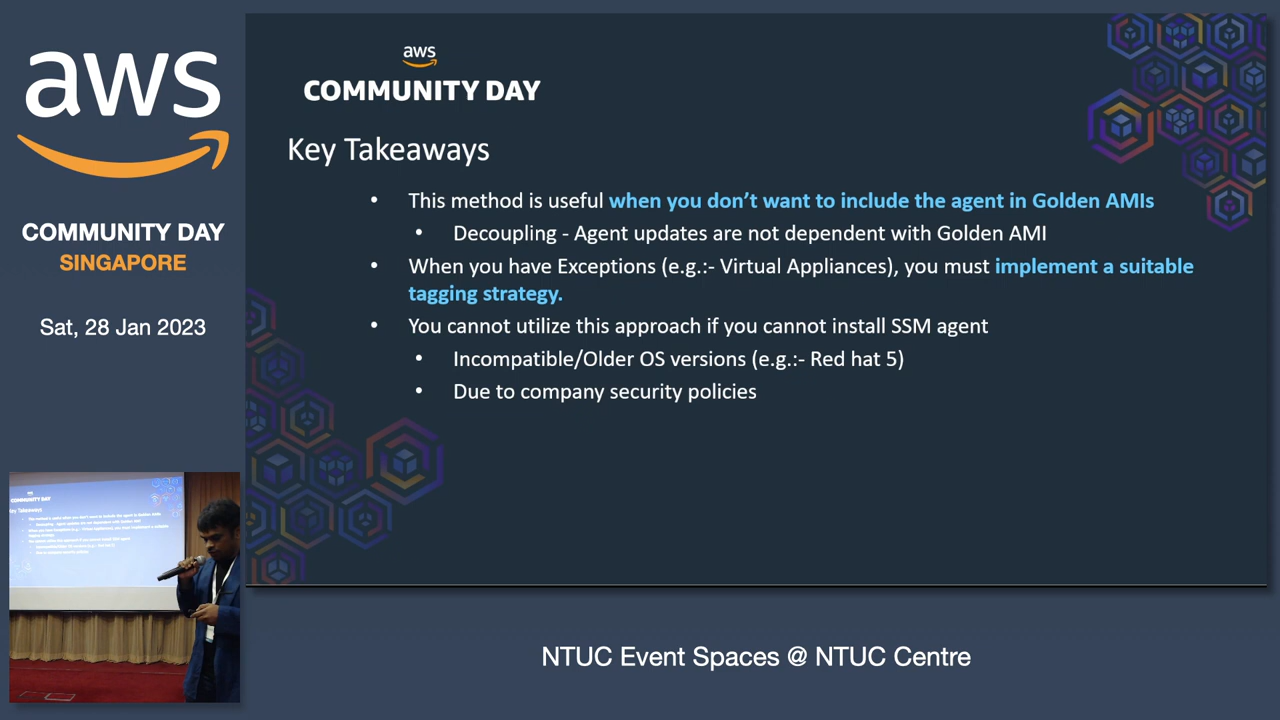 aws
COMMUNITY DAY
SINGAPORE
Sat, 28 Jan 2023
aws
COMMUNITY DAY
Key Takeaways
• This method is useful when you don’t want to include the agent in Golden AMIs
• Decoupling - Agent updates are not dependent with Golden AMI
• When you have Exceptions (e.g.:- Virtual Appliances), you must implement a suitable
tagging strategy.
• You cannot utilize this approach if you cannot install SSM agent
• Incompatible/Older OS versions (e.g.:- Red hat 5)
• Due to company security policies
COMMUNITY DAY
Key Takeaways
NTUC Event Spaces @ NTUC Centre